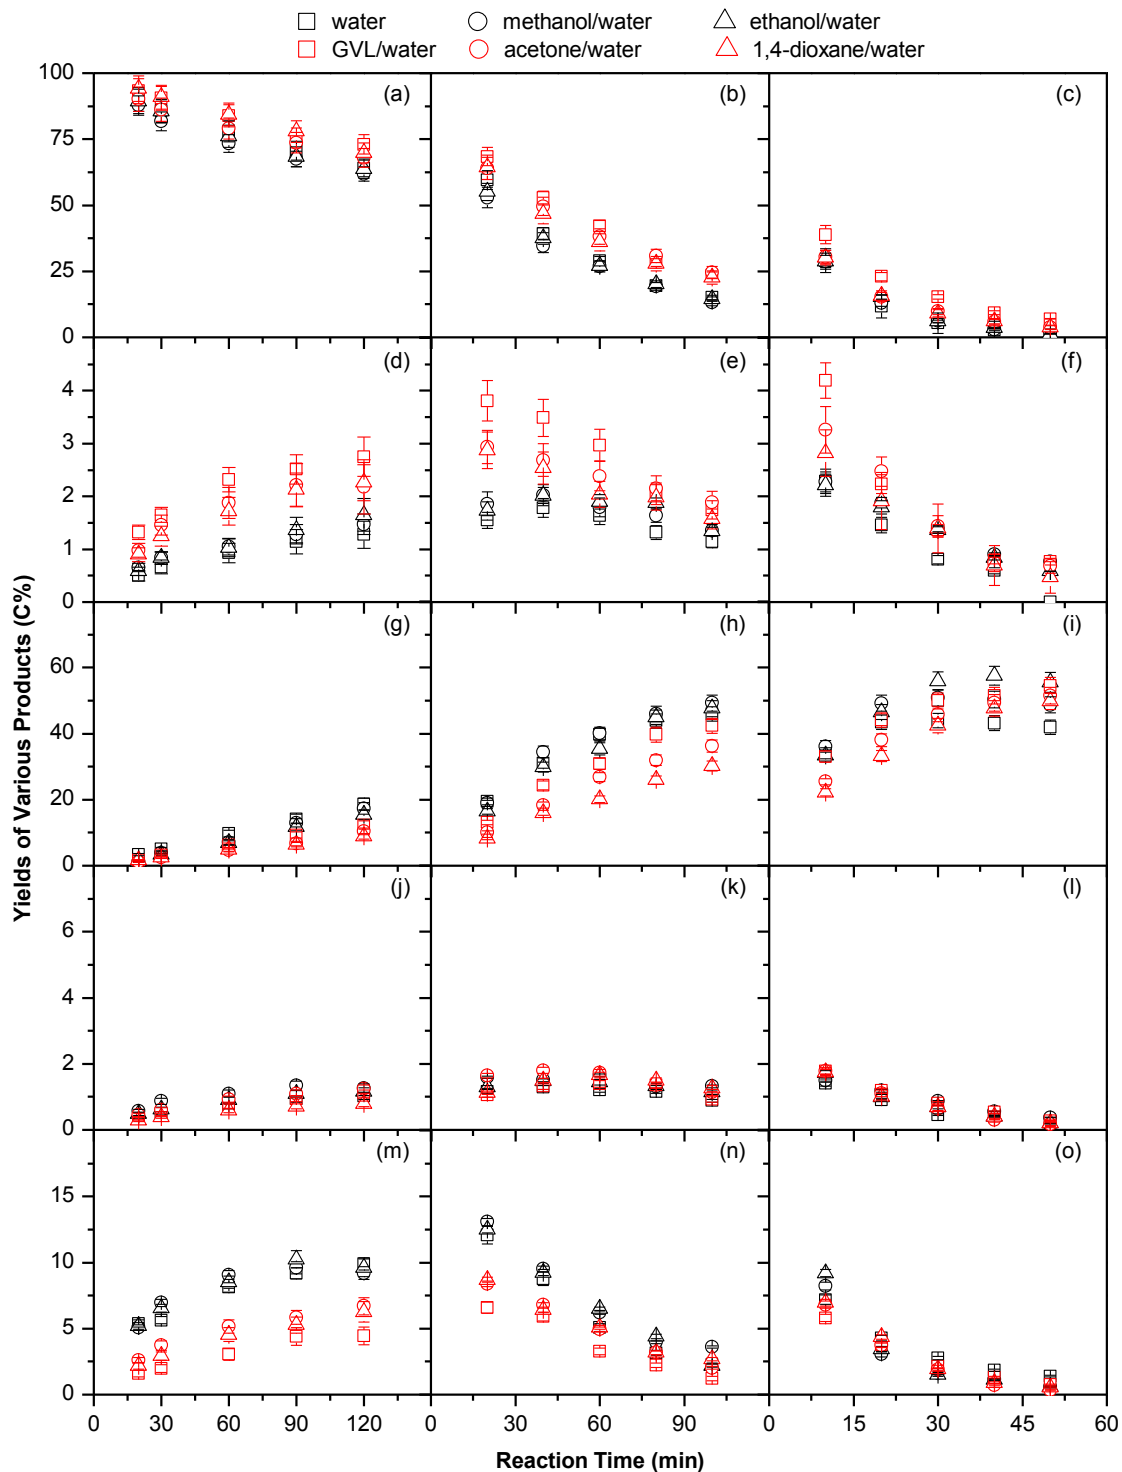 water methanol/water ethanol/water
GVL/water acetone/water 1,4-dioxane/water
100 (a) (b) (c)
75
50
25
0
(d) (e) (f)
4
3
2
1
0
(g) (h) (i)
60
40
20
0
(j) (k) (l)
6
4
2
0
(m) (n) (o)
15
10
5
0
0 30 60 90 120 0 30 60 90 0 15 30 45 60
Yields of Various Products (C%)
Reaction Time (min)